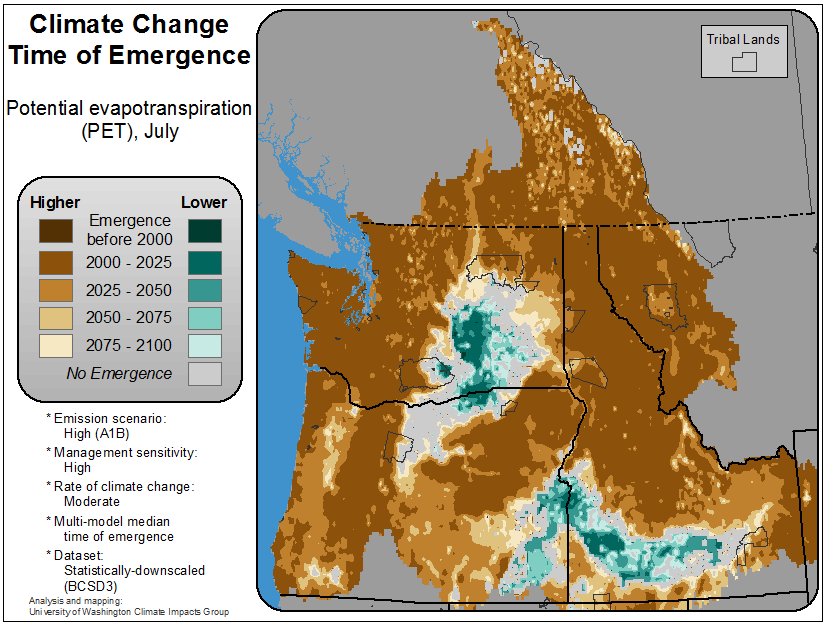 Climate Change
Time of Emergence
Potential evapotranspiration
(PET), July
Higher
Lower
Emergence
before 2000
2000 - 2025
2025 - 2050
2050 - 2075
2075 - 2100
No Emergence
* Emission scenario:
High (A1B)
* Management sensitivity:
High
* Rate of climate change:
Moderate
* Multi-model median
time of emergence
* Dataset:
Statistically-downscaled
(BCSD3)
Analysis and mapping:
University of Washington Climate Impacts Group
Tribal Lands